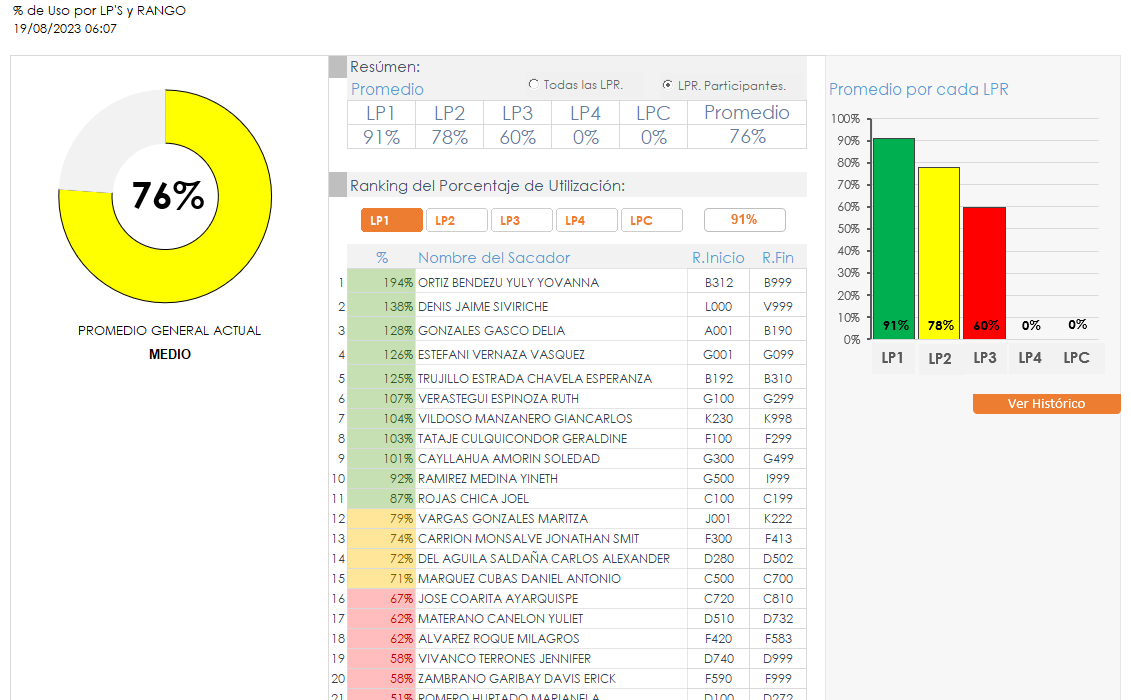 % de Uso por LP'S y RANGO
19/08/2023 06:07
76%
PROMEDIO GENERAL ACTUAL
MEDIO
Resúmen:
Promedio
Todas las LPR.
LPR. Participantes.
LP1 LP2 LP3 LP4 LPC Promedio
91% 78% 60% 0% 0% 76%
Ranking del Porcentaje de Utilización:
LP1 LP2 LP3 LP4 LPC 91%
% Nombre del Sacador R.Inicio R.Fin
1 194% ORTIZ BENDEZU YULY YOVANNA B312 B999
2 138% DENIS JAIME SIVIRICHE L000 V999
3 128% GONZALES GASCO DELIA A001 B190
4 126% ESTEFANI VERNAZA VASQUEZ G001 G099
5 125% TRUJILLO ESTRADA CHAVELA ESPERANZA B192 B310
6 107% VERASTEGUI ESPINOZA RUTH G100 G299
7 104% VILDOSO MANZANERO GIANCARLOS K230 K998
8 103% TATAJE CULQUICONDOR GERALDINE F100 F299
9 101% CAYLLAHUA AMORIN SOLEDAD G300 G499
10 92% RAMIREZ MEDINA YINETH G500 I999
11 87% ROJAS CHICA JOEL C100 C199
12 79% VARGAS GONZALES MARITZA J001 K222
13 74% CARRION MONSALVE JONATHAN SMIT F300 F413
14 72% DEL AGUILA SALDAÑA CARLOS ALEXANDER D280 D502
15 71% MARQUEZ CUBAS DANIEL ANTONIO C500 C700
16 67% JOSE COARITA AYARQUISPE C720 C810
17 62% MATERANO CANELON YULIET D510 D732
18 62% ALVAREZ ROQUE MILAGROS F420 F583
19 58% VIVANCO TERRONES JENNIFER D740 D999
20 58% ZAMBRANO GARIBAY DAVIS ERICK F590 F999
21 51% ROMERO HURTADO MARIANELA D100 D272
Promedio por cada LPR
100%
90%
80%
70%
60%
50%
40%
30%
20%
10%
0%
91% 78% 60% 0% 0%
LP1 LP2 LP3 LP4 LPC
Ver Histórico